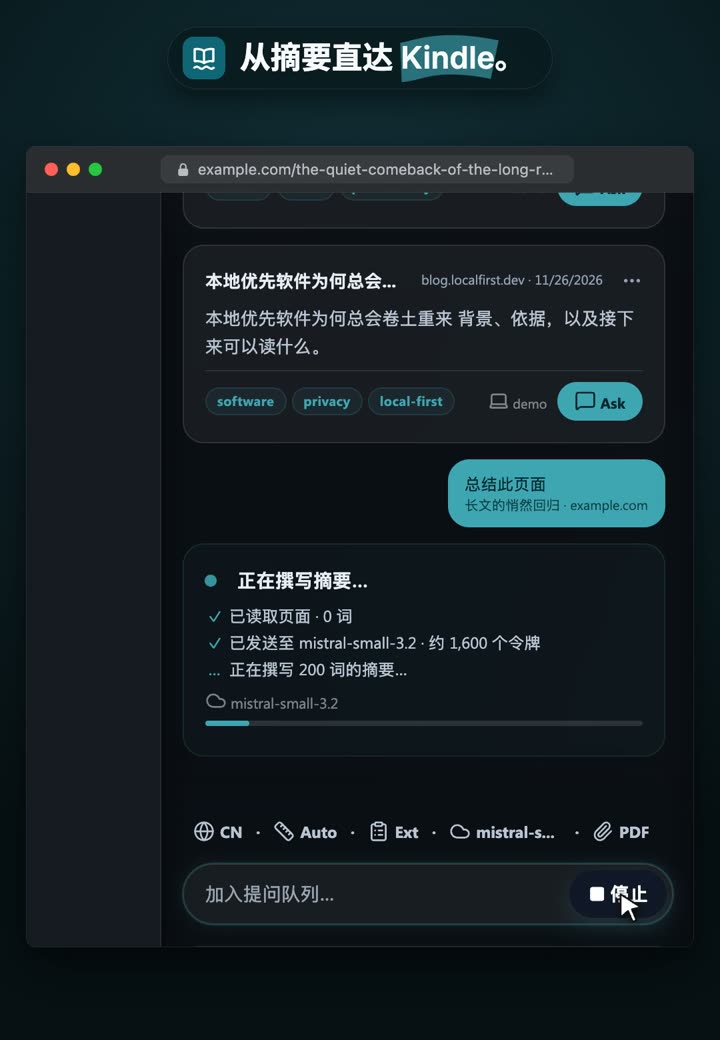 从摘要直达 Kindle。
example.com/the-quiet-comeback-of-the-long-r...
本地优先软件为何总会... blog.localfirst.dev · 11/26/2026
本地优先软件为何总会卷土重来 背景、依据，以及接下
来可以读什么。
software privacy local-first demo Ask
总结此页面
长文的悄然回归 · example.com
正在撰写摘要...
✓ 已读取页面 · 0 词
✓ 已发送至 mistral-small-3.2 · 约 1,600 个令牌
... 正在撰写 200 词的摘要...
mistral-small-3.2
CN · Auto · Ext · mistral-s... · PDF
加入提问队列... 停止